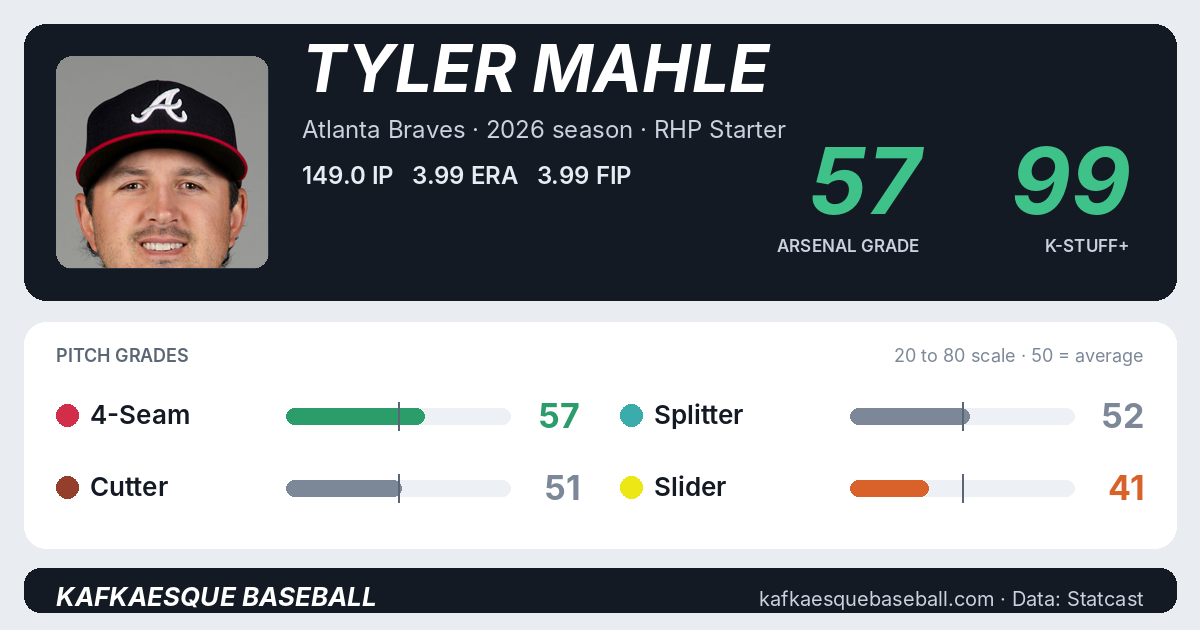 TYLER MAHLE
Atlanta Braves · 2026 season · RHP Starter
149.0 IP 3.99 ERA 3.99 FIP
57 99
ARSENAL GRADE K-STUFF+
PITCH GRADES 20 to 80 scale · 50 = average
4-Seam 57 Splitter 52
Cutter 51 Slider 41
KAFKAESQUE BASEBALL kafkaesquebaseball.com · Data: Statcast